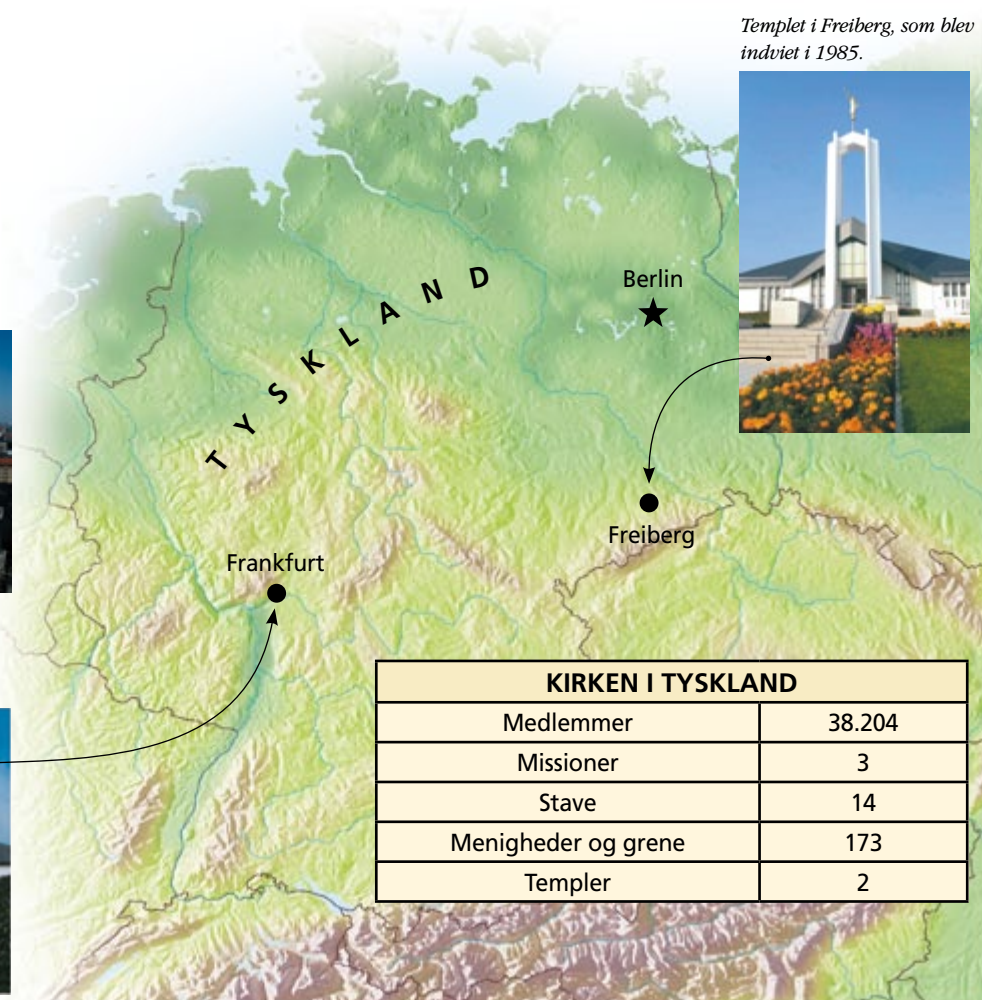 Templet i Freiberg, som blev
indviet i 1985.
TYSKLAND
Berlin
Freiberg
Frankfurt
KIRKEN I TYSKLAND
Medlemmer 38.204
Missioner 3
Stave 14
Menigheder og grene 173
Templer 2